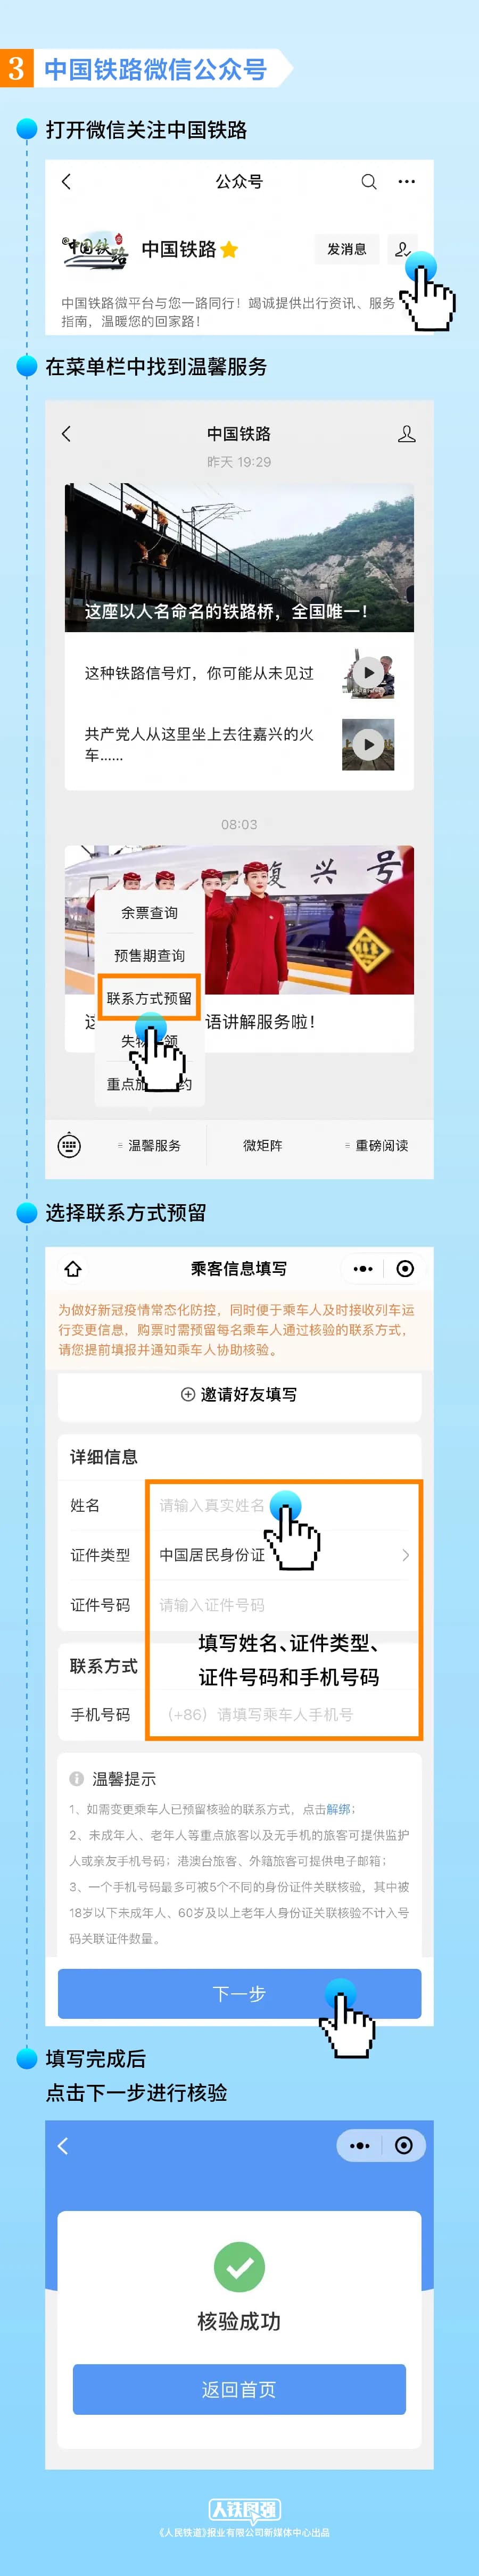 3 中国铁路微信公众号
打开微信关注中国铁路
公众号
中国铁路
中国铁路
发消息
中国铁路微平台与您一路同行！竭诚提供出行资讯、服务
指南，温暖您的回家路！
在菜单栏中找到温馨服务
中国铁路
昨天 19:29
这座以人名命名的铁路桥，全国唯一！
这种铁路信号灯，你可能从未见过
共产党人从这里坐上去往嘉兴的火
车......
08:03
复兴号
余票查询
预售期查询
联系方式预留
这 语讲解服务啦！
失物 领
重点旅 约
温馨服务
微矩阵
重磅阅读
选择联系方式预留
乘客信息填写
为做好新冠疫情常态化防控，同时便于乘车人及时接收列车运
行变更信息，购票时需预留每名乘车人通过核验的联系方式，
请您提前填报并通知乘车人协助核验。
邀请好友填写
详细信息
姓名 请输入真实姓名
证件类型 中国居民身份证
证件号码 请输入证件号码
填写姓名、证件类型、
证件号码和手机号码
联系方式
手机号码 （+86）请填写乘车人手机号
温馨提示
1、如需变更乘车人已预留核验的联系方式，点击解绑；
2、未成年人、老年人等重点旅客以及无手机的旅客可提供监护
人或亲友手机号码；港澳台旅客、外籍旅客可提供电子邮箱；
3、一个手机号码最多可被5个不同的身份证件关联核验，其中被
18岁以下未成年人、60岁及以上老年人身份证关联核验不计入号
码关联证件数量。
下一步
填写完成后
点击下一步进行核验
核验成功
返回首页
人铁图强
《人民铁道》报业有限公司新媒体中心出品